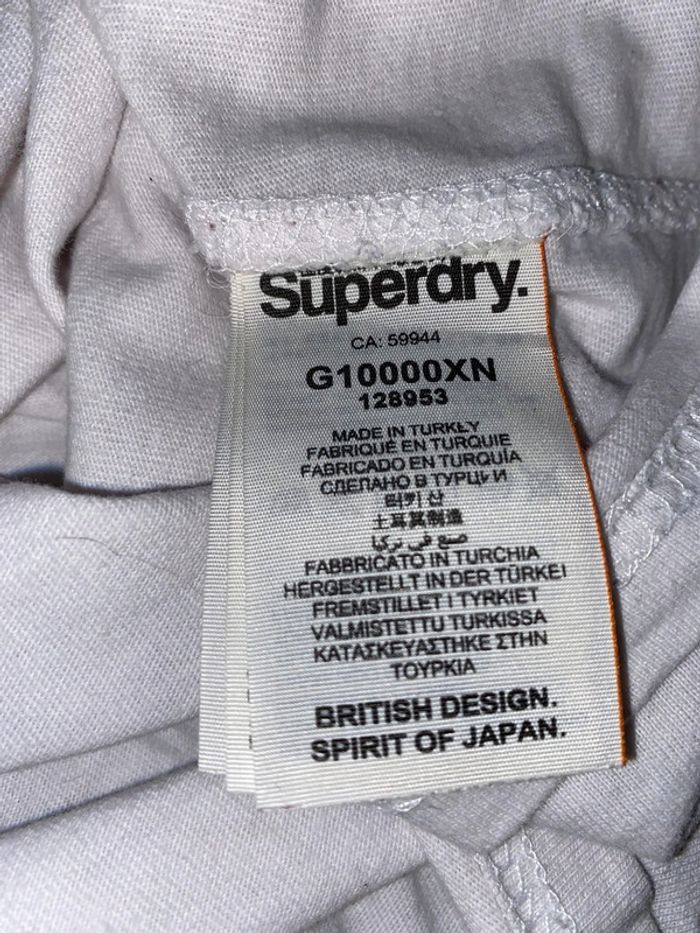 Superdry.
CA: 59944
G10000XN
128953
MADE IN TURKEY
FABRIQUÉ EN TURQUIE
FABRICADO EN TURQUÍA
СДЕЛАНО В ТУРЦИИ
터키 산
土耳其制造
صنع في تركيا
FABBRICATO IN TURCHIA
HERGESTELLT IN DER TÜRKEI
FREMSTILLET I TYRKIET
VALMISTETTU TURKISSA
ΚΑΤΑΣΚΕΥΑΣΤΗΚΕ ΣΤΗΝ
ΤΟΥΡΚΙΑ
BRITISH DESIGN.
SPIRIT OF JAPAN.